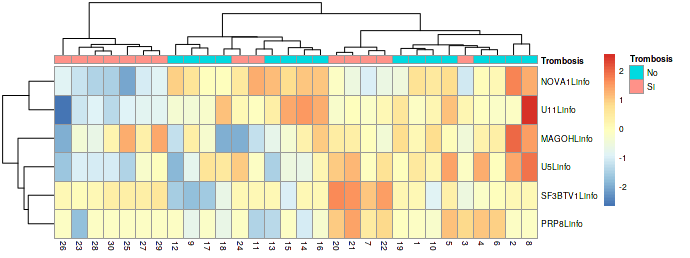 Trombosis
Trombosis
No
Si
NOVA1Linfo
U11Linfo
MAGOHLinfo
U5Linfo
SF3BTV1Linfo
PRP8Linfo
2
1
0
-1
-2
26 23 28 30 25 27 29 12 9 17 18 24 11 13 15 14 16 20 21 7 22 19 1 10 5 3 4 6 2 8